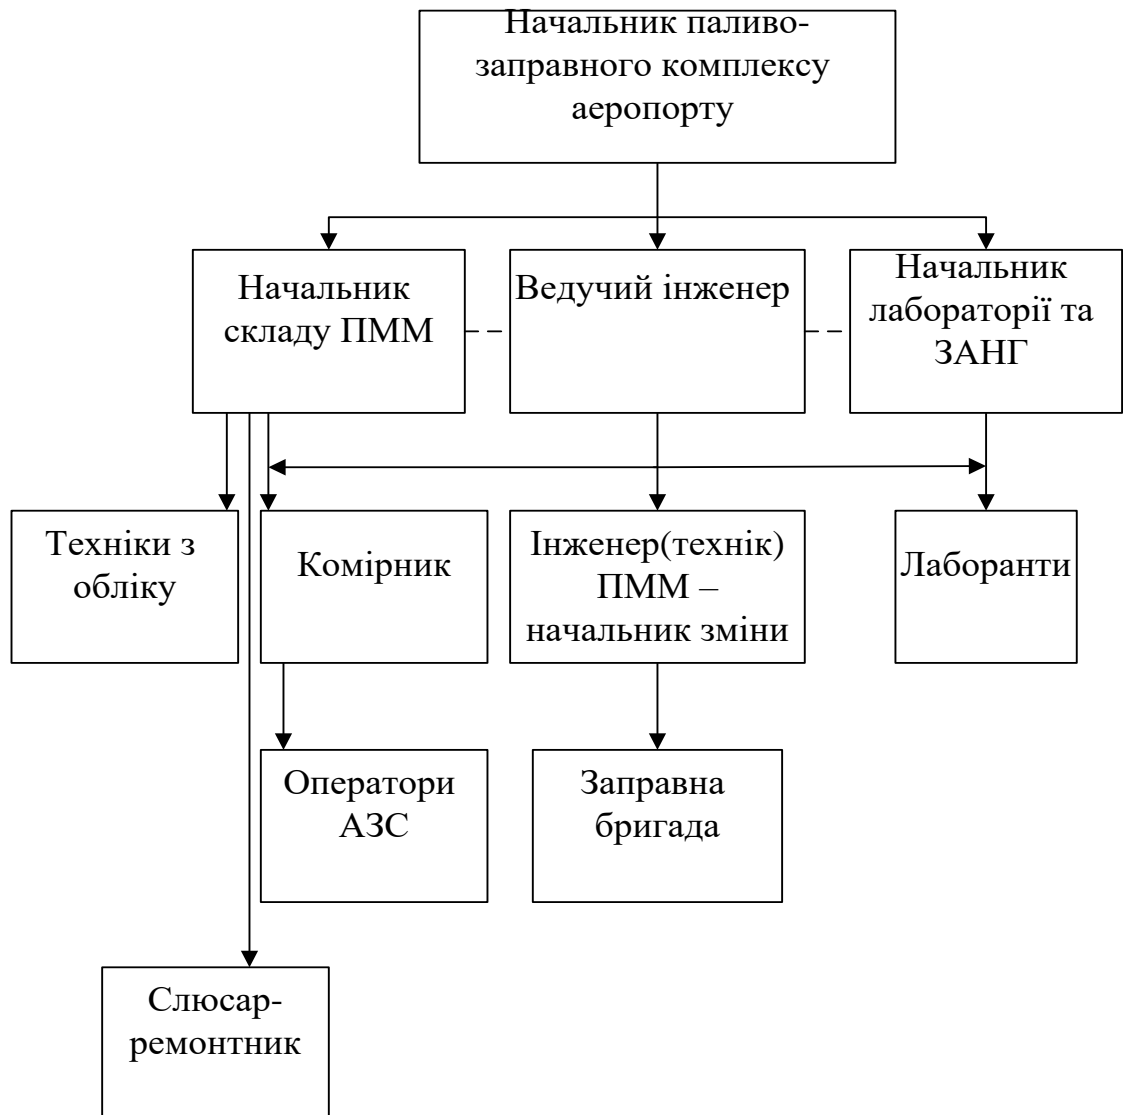 Начальник паливо-
заправного комплексу
аеропорту
Начальник
складу ПММ
Ведучий інженер
Начальник
лабораторії та
ЗАНГ
Техніки з
обліку
Комірник
Інженер(технік)
ПММ –
начальник зміни
Лаборанти
Оператори
АЗС
Заправна
бригада
Слюсар-
ремонтник